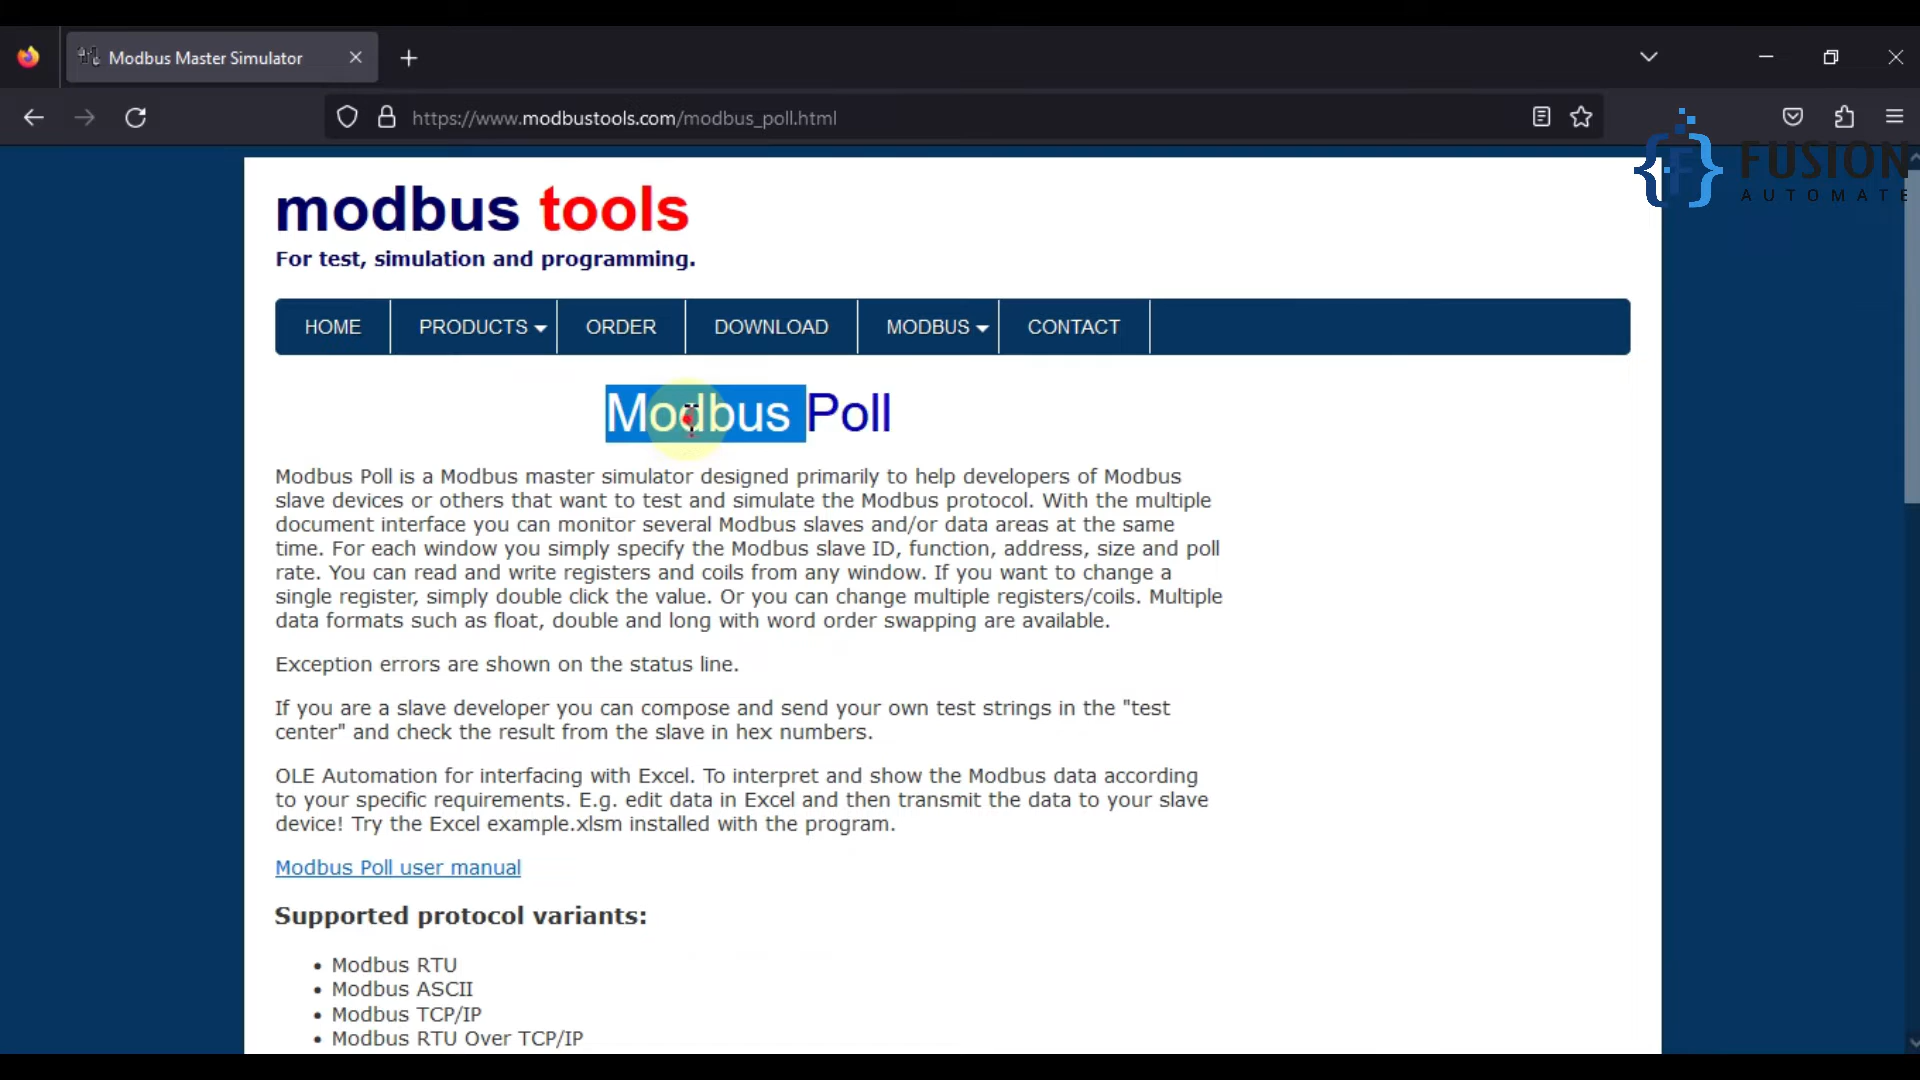 Modbus Master Simulator
https://www.modbustools.com/modbus_poll.html
FUSION
AUTOMATE
modbus tools
For test, simulation and programming.
HOME PRODUCTS ORDER DOWNLOAD MODBUS CONTACT
Modbus Poll
Modbus Poll is a Modbus master simulator designed primarily to help developers of Modbus
slave devices or others that want to test and simulate the Modbus protocol. With the multiple
document interface you can monitor several Modbus slaves and/or data areas at the same
time. For each window you simply specify the Modbus slave ID, function, address, size and poll
rate. You can read and write registers and coils from any window. If you want to change a
single register, simply double click the value. Or you can change multiple registers/coils. Multiple
data formats such as float, double and long with word order swapping are available.
Exception errors are shown on the status line.
If you are a slave developer you can compose and send your own test strings in the "test
center" and check the result from the slave in hex numbers.
OLE Automation for interfacing with Excel. To interpret and show the Modbus data according
to your specific requirements. E.g. edit data in Excel and then transmit the data to your slave
device! Try the Excel example.xlsm installed with the program.
Modbus Poll user manual
Supported protocol variants:
• Modbus RTU
• Modbus ASCII
• Modbus TCP/IP
• Modbus RTU Over TCP/IP